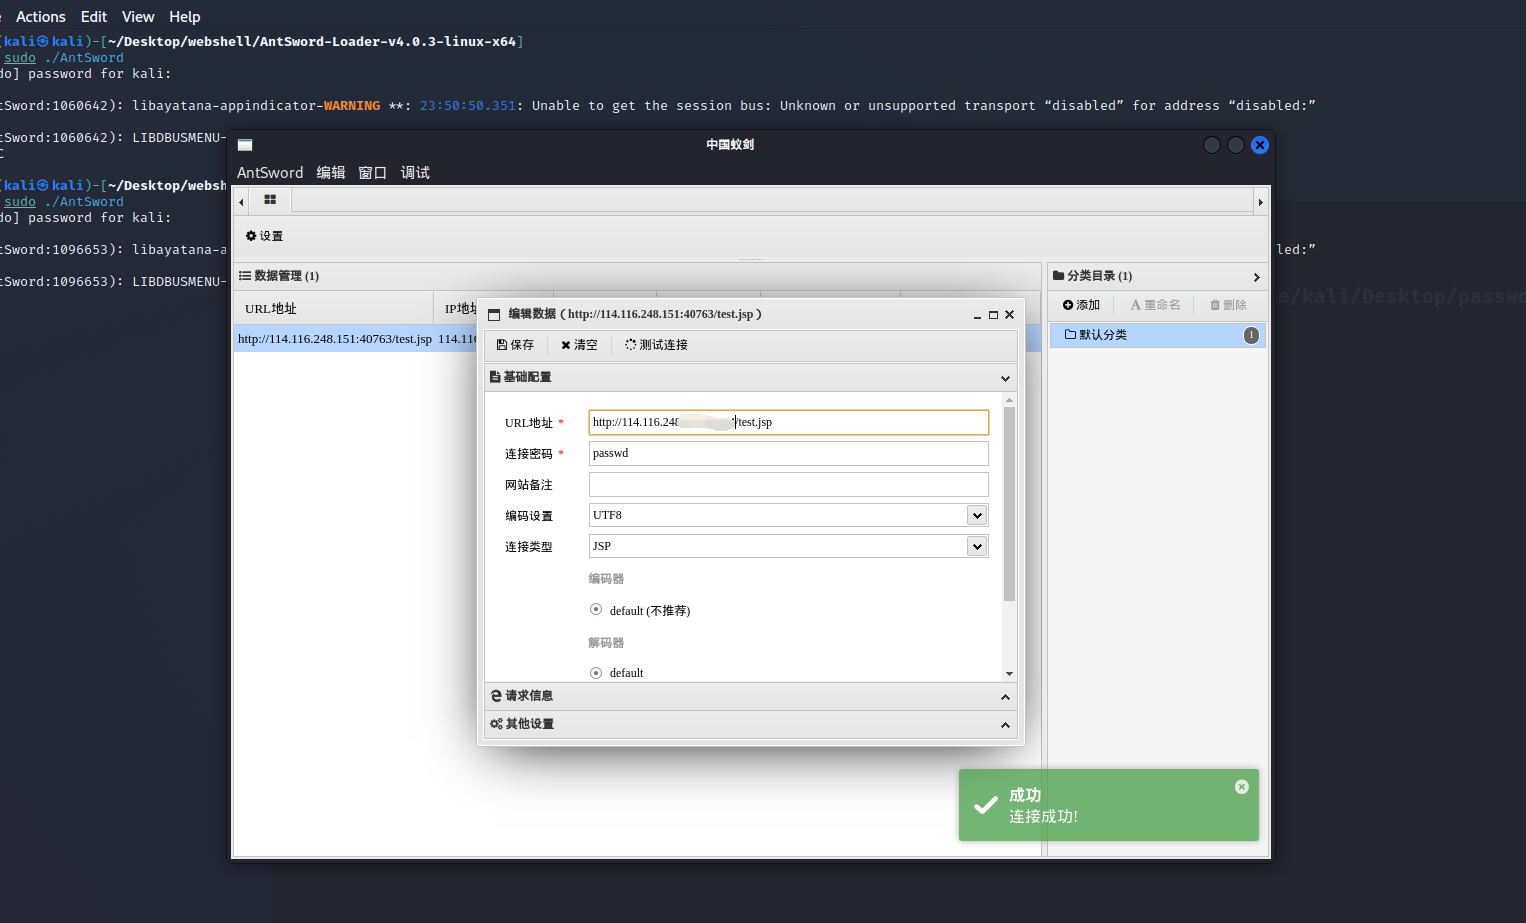 Actions Edit View Help
(kali㉿kali)-[~/Desktop/webshell/AntSword-Loader-v4.0.3-linux-x64]
sudo ./AntSword
do] password for kali:
tSword:1060642): libayatana-appindicator-WARNING **: 23:50:50.351: Unable to get the session bus: Unknown or unsupported transport “disabled” for address “disabled:”
tSword:1060642): LIBDBUSMENU-
C
(kali㉿kali)-[~/Desktop/websh
sudo ./AntSword
do] password for kali:
tSword:1096653): libayatana-a
led:”
tSword:1096653): LIBDBUSMENU-
e/kali/Desktop/passwo
中国蚁剑
AntSword 编辑 窗口 调试
设置
数据管理 (1)
URL地址 IP地址
http://114.116.248.151:40763/test.jsp 114.116
分类目录 (1)
添加 重命名 删除
默认分类 1
编辑数据 ( http://114.116.248.151:40763/test.jsp )
保存 清空 测试连接
基础配置
URL地址 * http://114.116.248 /test.jsp
连接密码 * passwd
网站备注
编码设置 UTF8
连接类型 JSP
编码器
default (不推荐)
解码器
default
请求信息
其他设置
成功
连接成功!